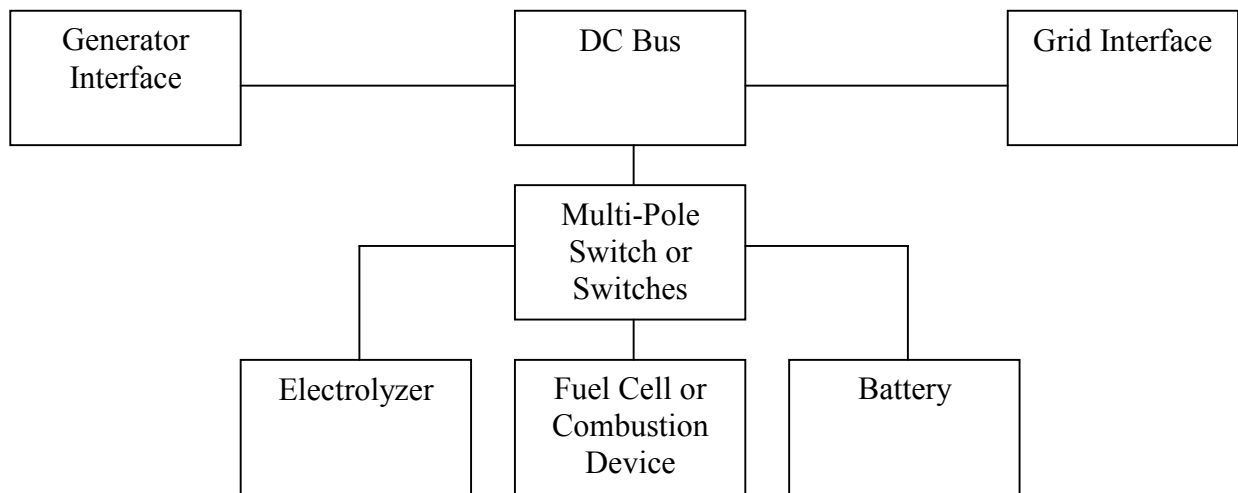 Generator
Interface
DC Bus
Grid Interface
Multi-Pole
Switch or
Switches
Electrolyzer
Fuel Cell or
Combustion
Device
Battery